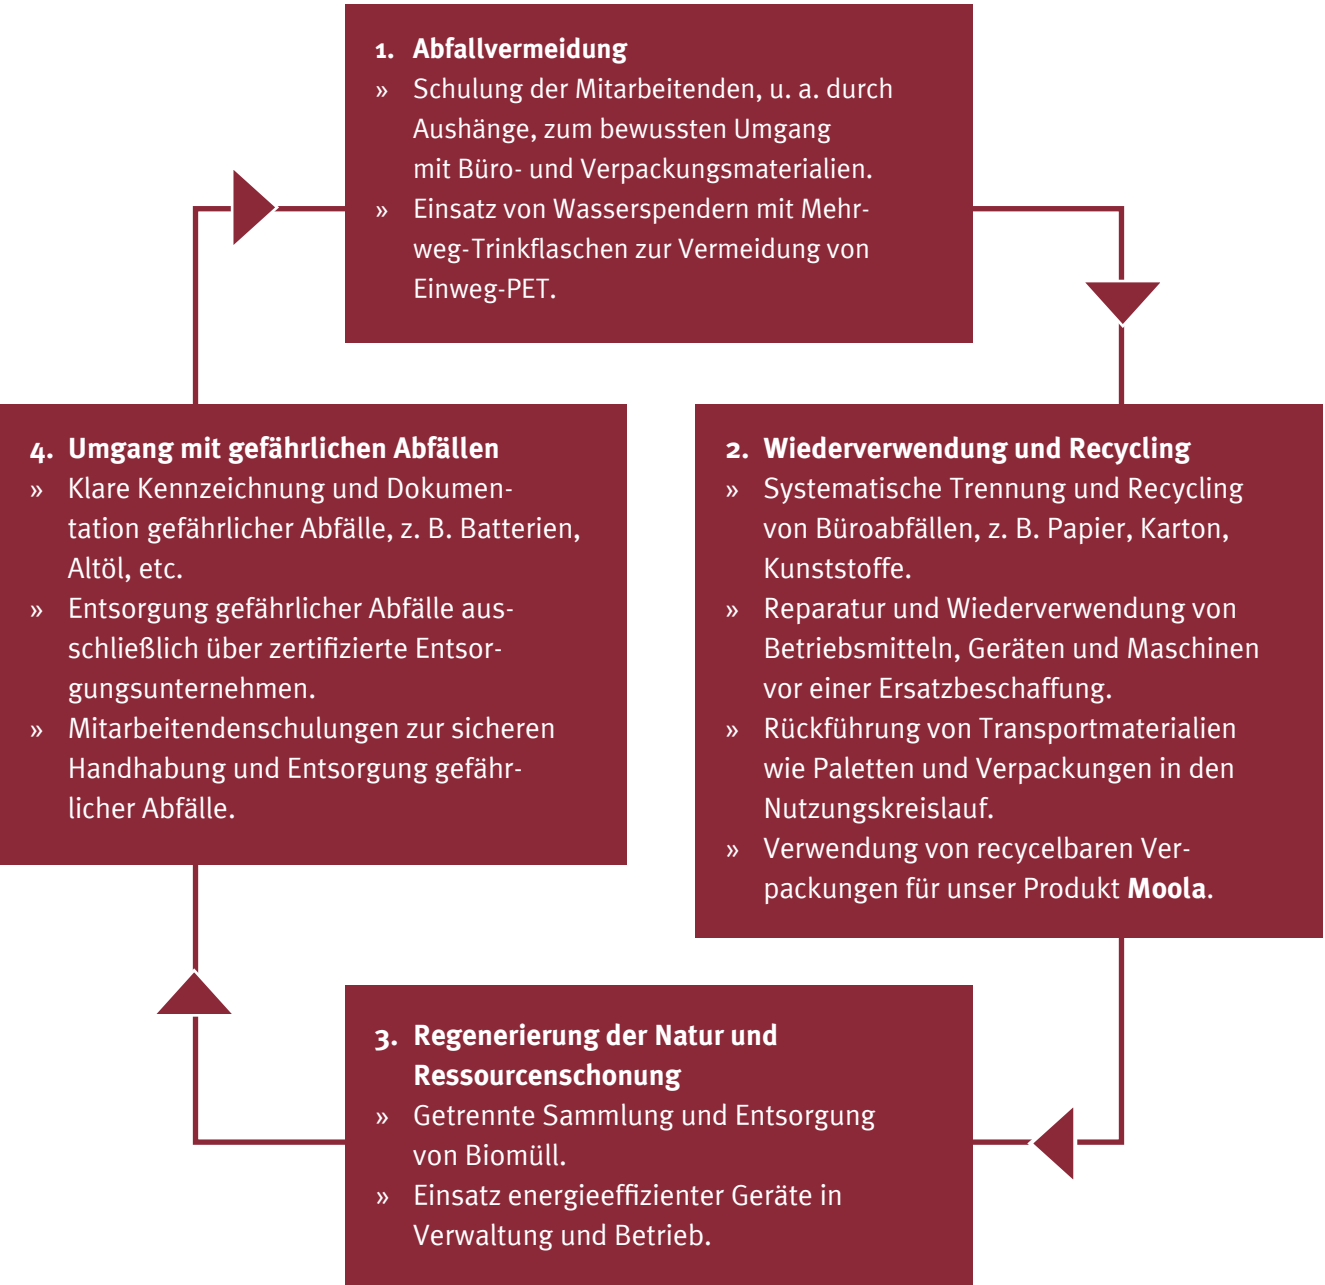 1. Abfallvermeidung
» Schulung der Mitarbeitenden, u. a. durch
Aushänge, zum bewussten Umgang
mit Büro- und Verpackungsmaterialien.
» Einsatz von Wasserspendern mit Mehr-
weg-Trinkflaschen zur Vermeidung von
Einweg-PET.
2. Wiederverwendung und Recycling
» Systematische Trennung und Recycling
von Büroabfällen, z. B. Papier, Karton,
Kunststoffe.
» Reparatur und Wiederverwendung von
Betriebsmitteln, Geräten und Maschinen
vor einer Ersatzbeschaffung.
» Rückführung von Transportmaterialien
wie Paletten und Verpackungen in den
Nutzungskreislauf.
» Verwendung von recycelbaren Ver-
packungen für unser Produkt Moola.
3. Regenerierung der Natur und
Ressourcenschonung
» Getrennte Sammlung und Entsorgung
von Biomüll.
» Einsatz energieeffizienter Geräte in
Verwaltung und Betrieb.
4. Umgang mit gefährlichen Abfällen
» Klare Kennzeichnung und Dokumen-
tation gefährlicher Abfälle, z. B. Batterien,
Altöl, etc.
» Entsorgung gefährlicher Abfälle aus-
schließlich über zertifizierte Entsor-
gungsunternehmen.
» Mitarbeitendenschulungen zur sicheren
Handhabung und Entsorgung gefähr-
licher Abfälle.